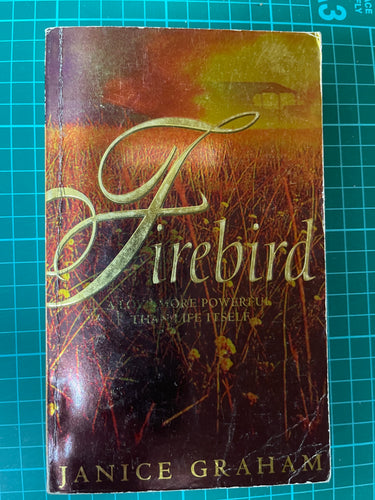 Firebird
A LOVE MORE POWERFUL
THAN LIFE ITSELF
JANICE GRAHAM